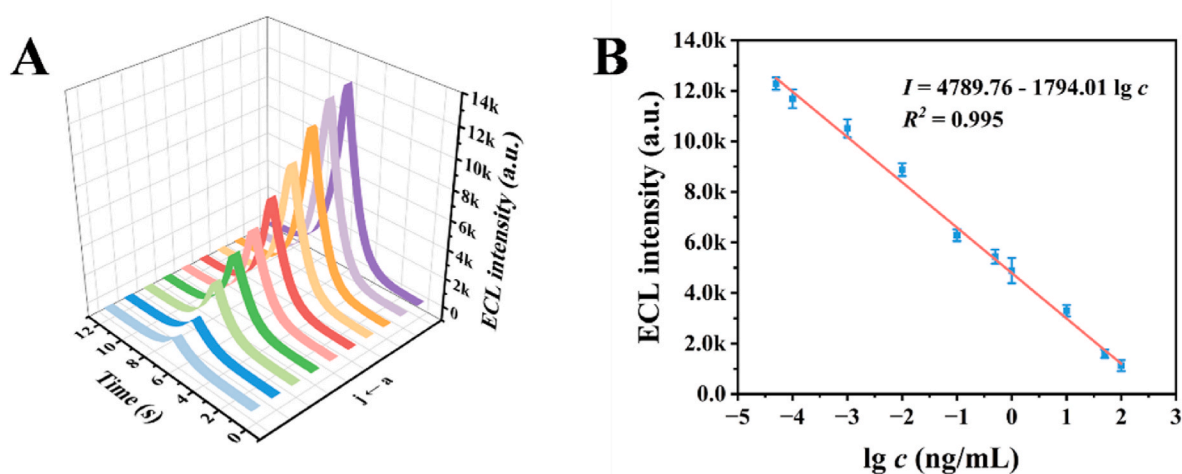 A
14k
12k
10k
8k
6k
4k
2k
0
ECL intensity (a.u.)
12
10
8
6
4
2
0
Time (s)
j←a
B
14.0k
12.0k
10.0k
8.0k
6.0k
4.0k
2.0k
0.0
ECL intensity (a.u.)
I = 4789.76 - 1794.01 lg c
R² = 0.995
−5 −4 −3 −2 −1 0 1 2 3
lg c (ng/mL)